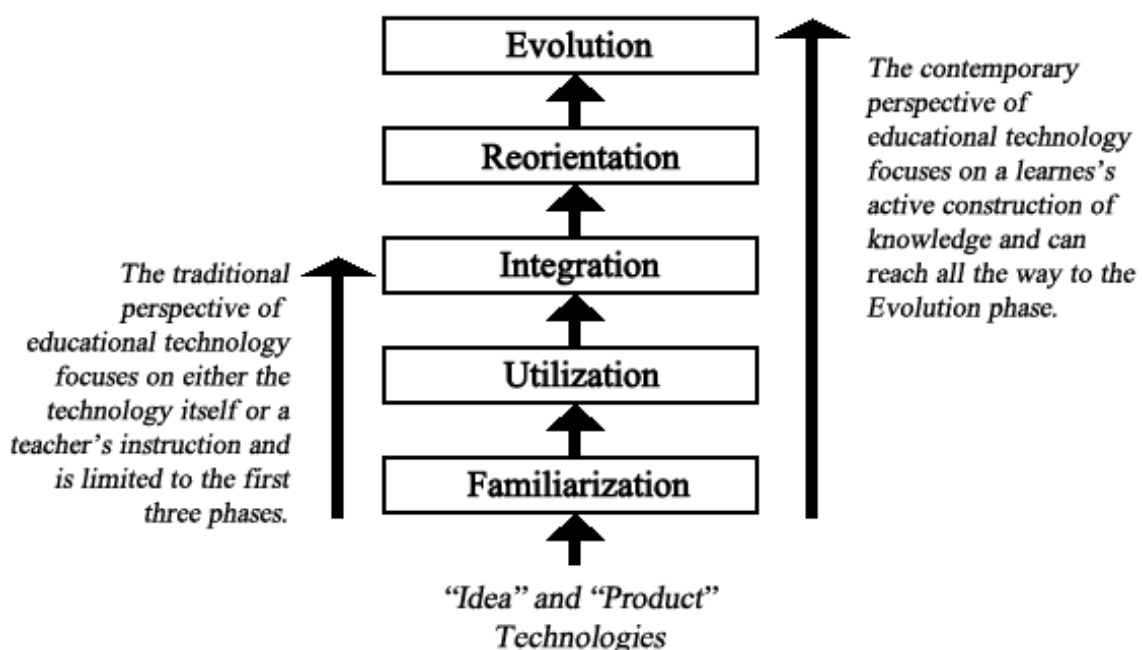 Evolution
Reorientation
Integration
Utilization
Familiarization
“Idea” and “Product”
Technologies
The traditional
perspective of
educational technology
focuses on either the
technology itself or a
teacher’s instruction and
is limited to the first
three phases.
The contemporary
perspective of
educational technology
focuses on a learnes’s
active construction of
knowledge and can
reach all the way to the
Evolution phase.